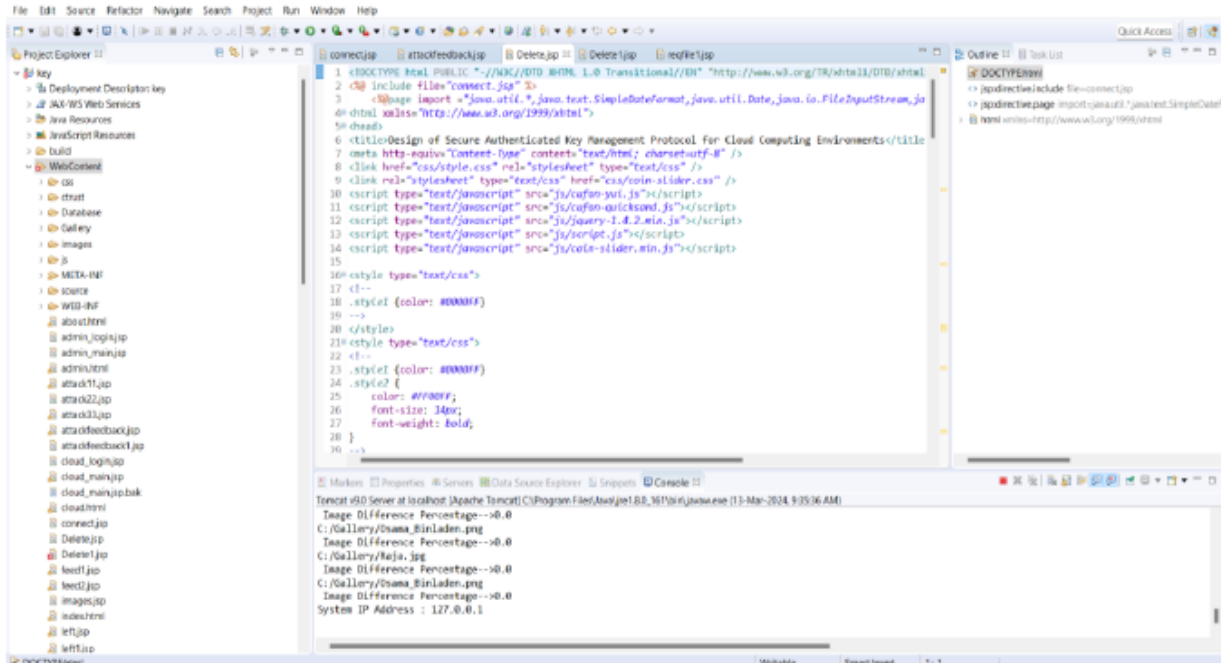 File Edit Source Refactor Navigate Search Project Run Window Help
Quick Access
Project Explorer
key
Deployment Descriptor: key
JAX-WS Web Services
Java Resources
JavaScript Resources
build
WebContent
css
ctrust
Database
Gallery
images
js
META-INF
source
WEB-INF
about.html
admin_login.jsp
admin_main.jsp
admin.html
attack11.jsp
attack22.jsp
attack33.jsp
attackfeedback.jsp
attackfeedback1.jsp
cloud_login.jsp
cloud_main.jsp
cloud_main.jsp.bak
cloud.html
connect.jsp
Delete.jsp
Delete1.jsp
feed1.jsp
feed2.jsp
images.jsp
index.html
left.jsp
left1.jsp
connect.jsp attackfeedback.jsp Delete.jsp Delete1.jsp reqfile1.jsp
1 <!DOCTYPE html PUBLIC "-//W3C//DTD XHTML 1.0 Transitional//EN" "http://www.w3.org/TR/xhtml1/DTD/xhtml
2 <%@ include file="connect.jsp" %>
3 <%@page import ="java.util.*,java.text.SimpleDateFormat,java.util.Date,java.io.FileInputStream,ja
4 <html xmlns="http://www.w3.org/1999/xhtml">
5 <head>
6 <title>Design of Secure Authenticated Key Management Protocol for Cloud Computing Environments</title
7 <meta http-equiv="Content-Type" content="text/html; charset=utf-8" />
8 <link href="css/style.css" rel="stylesheet" type="text/css" />
9 <link rel="stylesheet" type="text/css" href="css/coin-slider.css" />
10 <script type="text/javascript" src="js/cufon-yui.js"></script>
11 <script type="text/javascript" src="js/cufon-quicksand.js"></script>
12 <script type="text/javascript" src="js/jquery-1.4.2.min.js"></script>
13 <script type="text/javascript" src="js/script.js"></script>
14 <script type="text/javascript" src="js/coin-slider.min.js"></script>
15
16 <style type="text/css">
17 <!--
18 .style1 {color: #0000FF}
19 -->
20 </style>
21 <style type="text/css">
22 <!--
23 .style1 {color: #0000FF}
24 .style2 {
25 color: #FF00FF;
26 font-size: 14px;
27 font-weight: bold;
28 }
29 -->
Outline Task List
DOCTYPE:html
jsp:directive.include file=connect.jsp
jsp:directive.page import=java.util.*,java.text.SimpleDateF
html xmlns=http://www.w3.org/1999/xhtml
Markers Properties Servers Data Source Explorer Snippets Console
Tomcat v9.0 Server at localhost [Apache Tomcat] C:\Program Files\Java\jre1.8.0_161\bin\javaw.exe (13-Mar-2024, 9:35:36 AM)
Image Difference Percentage-->0.0
C:/Gallery/Osama_Binladen.png
Image Difference Percentage-->0.0
C:/Gallery/Raja.jpg
Image Difference Percentage-->0.0
C:/Gallery/Osama_Binladen.png
Image Difference Percentage-->0.0
System IP Address : 127.0.0.1
DOCTYPE:html Writable Smart Insert 1 : 1